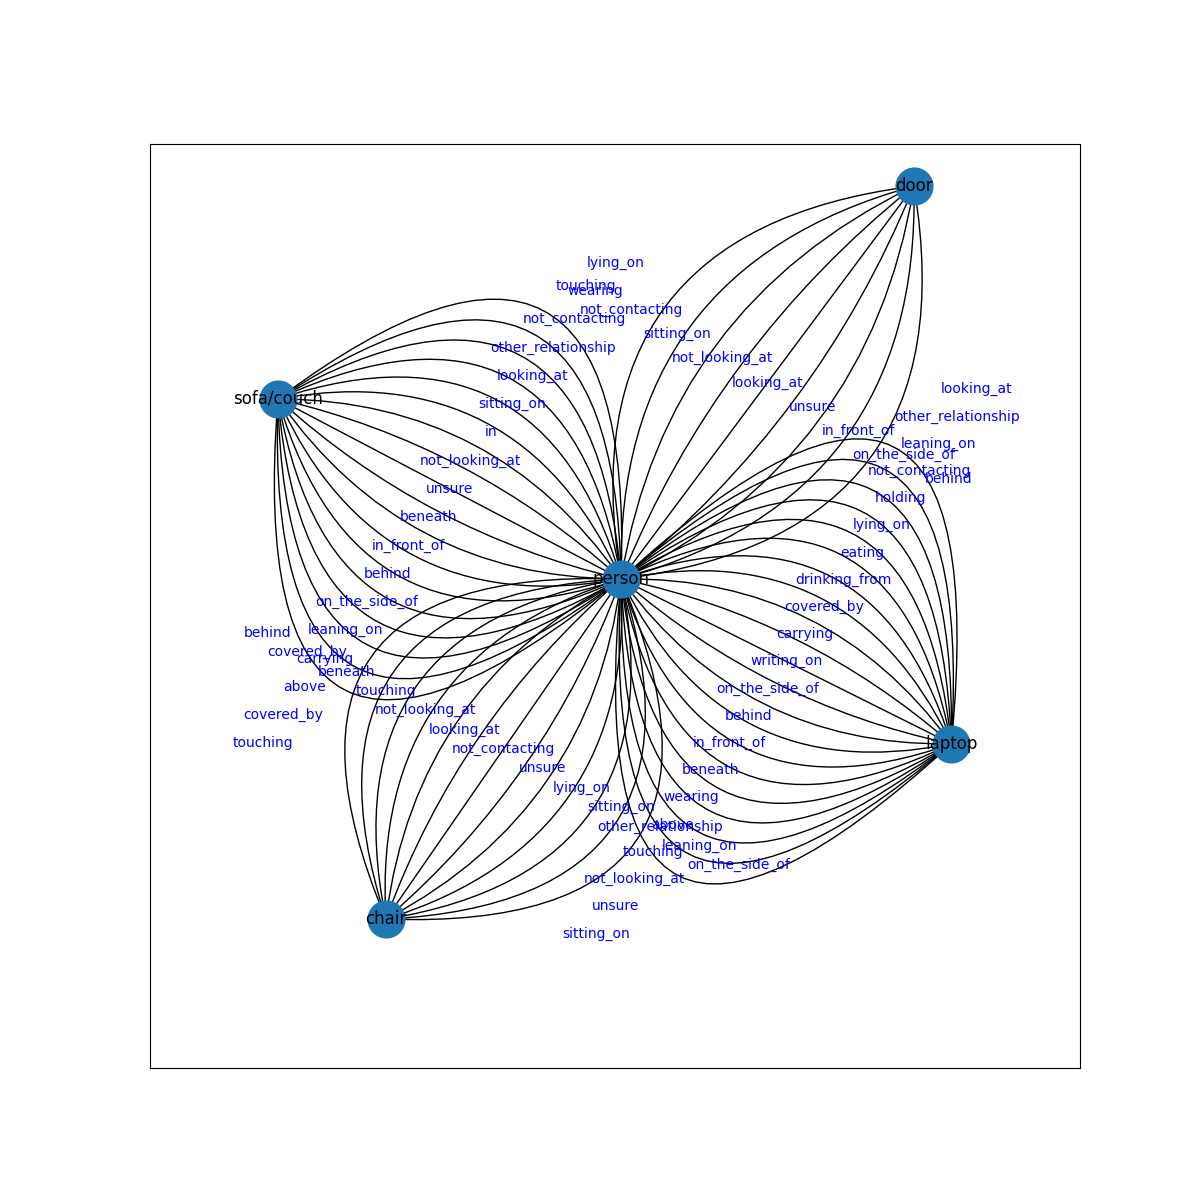 door
lying_on
touching
wearing
not_contacting
not_contacting
sitting_on
other_relationship
not_looking_at
looking_at
looking_at
looking_at
sofa/couch
sitting_on
unsure
other_relationship
in
in_front_of
leaning_on
on_the_side_of
not_looking_at
not_contacting
behind
unsure
holding
beneath
lying_on
in_front_of
eating
behind
person
drinking_from
on_the_side_of
covered_by
leaning_on
behind
carrying
covered_by
carrying
writing_on
beneath
above
touching
on_the_side_of
not_looking_at
covered_by
behind
looking_at
touching
in_front_of
laptop
not_contacting
unsure
beneath
lying_on
wearing
sitting_on
other_relationship
above
leaning_on
touching
on_the_side_of
not_looking_at
unsure
chair
sitting_on